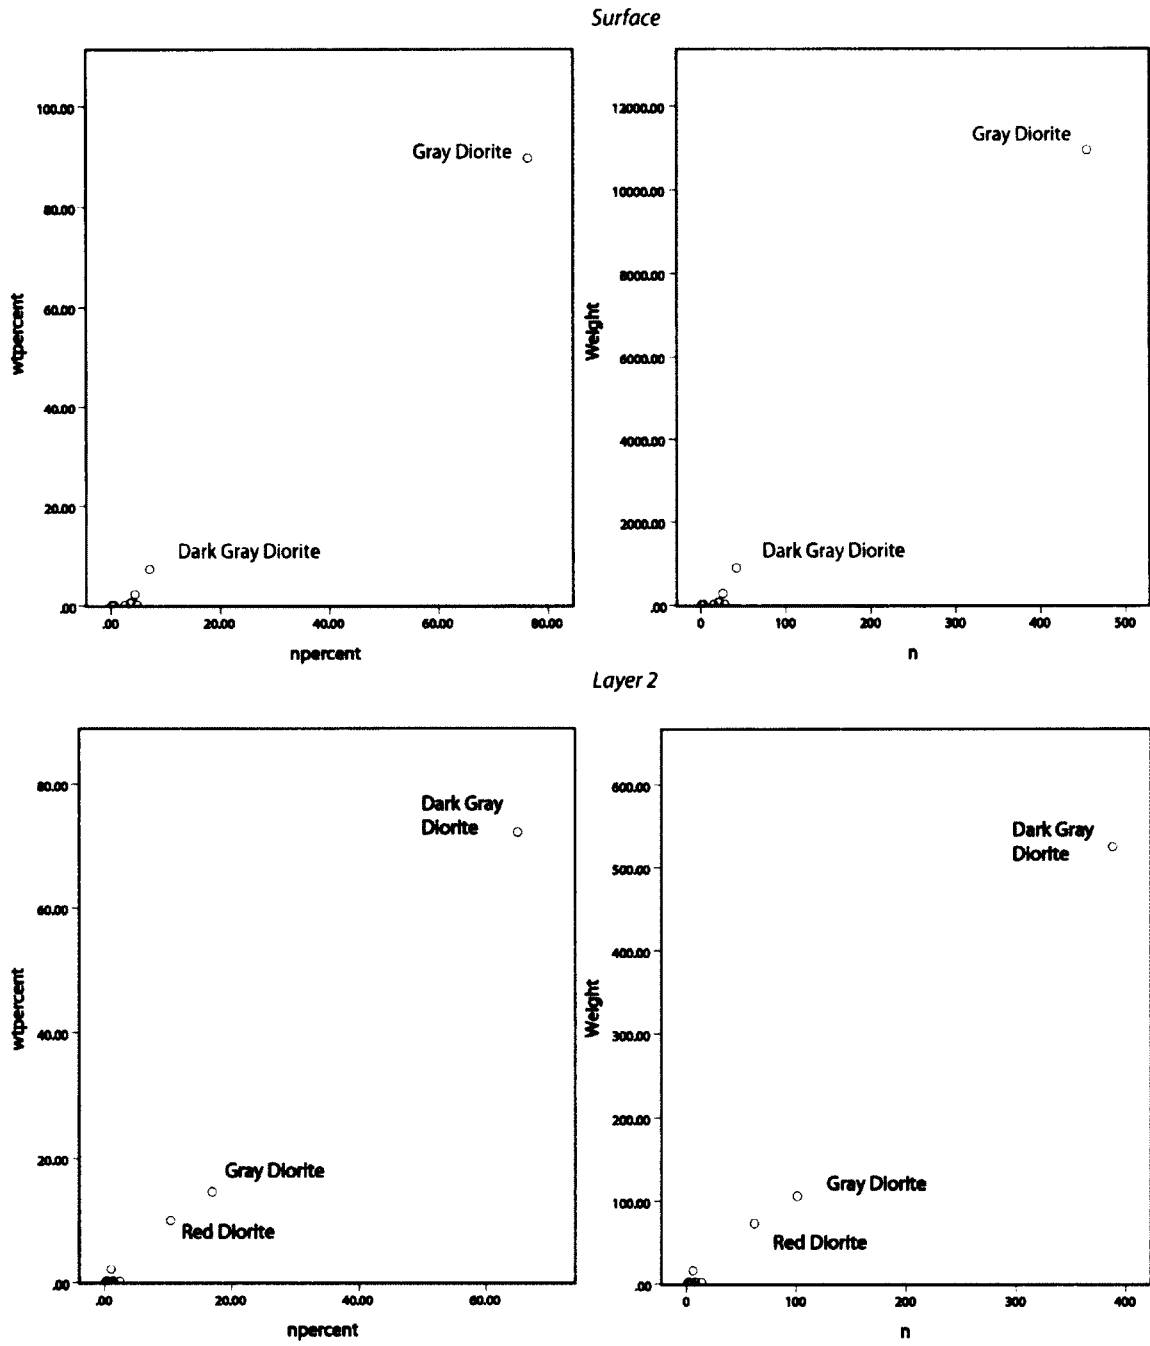 Surface
100.00
80.00
60.00
40.00
20.00
.00
wtpercent
Gray Diorite
Dark Gray Diorite
.00 20.00 40.00 60.00 80.00
npercent
12000.00
10000.00
8000.00
6000.00
4000.00
2000.00
.00
Weight
Gray Diorite
Dark Gray Diorite
0 100 200 300 400 500
n
Layer 2
80.00
60.00
40.00
20.00
.00
wtpercent
Dark Gray
Diorite
Gray Diorite
Red Diorite
.00 20.00 40.00 60.00
npercent
600.00
500.00
400.00
300.00
200.00
100.00
.00
Weight
Dark Gray
Diorite
Gray Diorite
Red Diorite
0 100 200 300 400
n